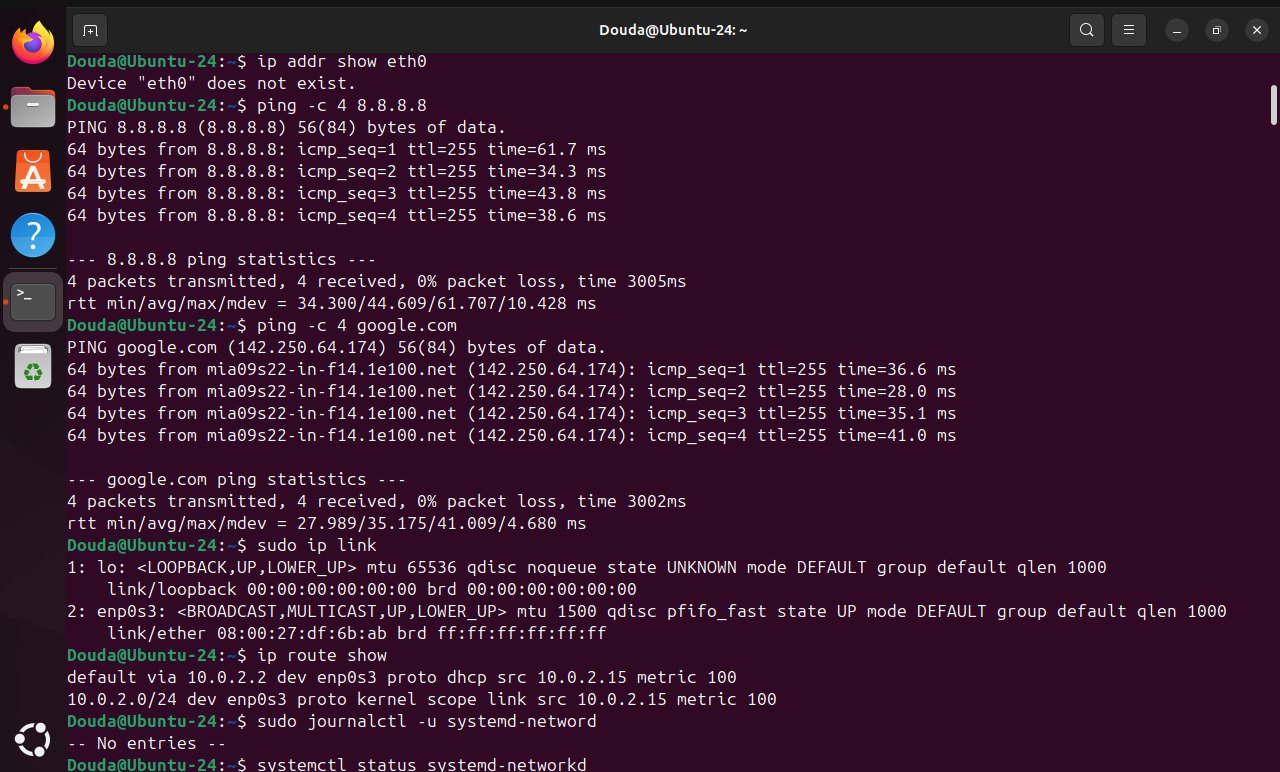 Douda@Ubuntu-24: ~
Douda@Ubuntu-24:~$ ip addr show eth0
Device "eth0" does not exist.
Douda@Ubuntu-24:~$ ping -c 4 8.8.8.8
PING 8.8.8.8 (8.8.8.8) 56(84) bytes of data.
64 bytes from 8.8.8.8: icmp_seq=1 ttl=255 time=61.7 ms
64 bytes from 8.8.8.8: icmp_seq=2 ttl=255 time=34.3 ms
64 bytes from 8.8.8.8: icmp_seq=3 ttl=255 time=43.8 ms
64 bytes from 8.8.8.8: icmp_seq=4 ttl=255 time=38.6 ms
--- 8.8.8.8 ping statistics ---
4 packets transmitted, 4 received, 0% packet loss, time 3005ms
rtt min/avg/max/mdev = 34.300/44.609/61.707/10.428 ms
Douda@Ubuntu-24:~$ ping -c 4 google.com
PING google.com (142.250.64.174) 56(84) bytes of data.
64 bytes from mia09s22-in-f14.1e100.net (142.250.64.174): icmp_seq=1 ttl=255 time=36.6 ms
64 bytes from mia09s22-in-f14.1e100.net (142.250.64.174): icmp_seq=2 ttl=255 time=28.0 ms
64 bytes from mia09s22-in-f14.1e100.net (142.250.64.174): icmp_seq=3 ttl=255 time=35.1 ms
64 bytes from mia09s22-in-f14.1e100.net (142.250.64.174): icmp_seq=4 ttl=255 time=41.0 ms
--- google.com ping statistics ---
4 packets transmitted, 4 received, 0% packet loss, time 3002ms
rtt min/avg/max/mdev = 27.989/35.175/41.009/4.680 ms
Douda@Ubuntu-24:~$ sudo ip link
1: lo: <LOOPBACK,UP,LOWER_UP> mtu 65536 qdisc noqueue state UNKNOWN mode DEFAULT group default qlen 1000
link/loopback 00:00:00:00:00:00 brd 00:00:00:00:00:00
2: enp0s3: <BROADCAST,MULTICAST,UP,LOWER_UP> mtu 1500 qdisc pfifo_fast state UP mode DEFAULT group default qlen 1000
link/ether 08:00:27:df:6b:ab brd ff:ff:ff:ff:ff:ff
Douda@Ubuntu-24:~$ ip route show
default via 10.0.2.2 dev enp0s3 proto dhcp src 10.0.2.15 metric 100
10.0.2.0/24 dev enp0s3 proto kernel scope link src 10.0.2.15 metric 100
Douda@Ubuntu-24:~$ sudo journalctl -u systemd-netword
-- No entries --
Douda@Ubuntu-24:~$ systemctl status systemd-networkd